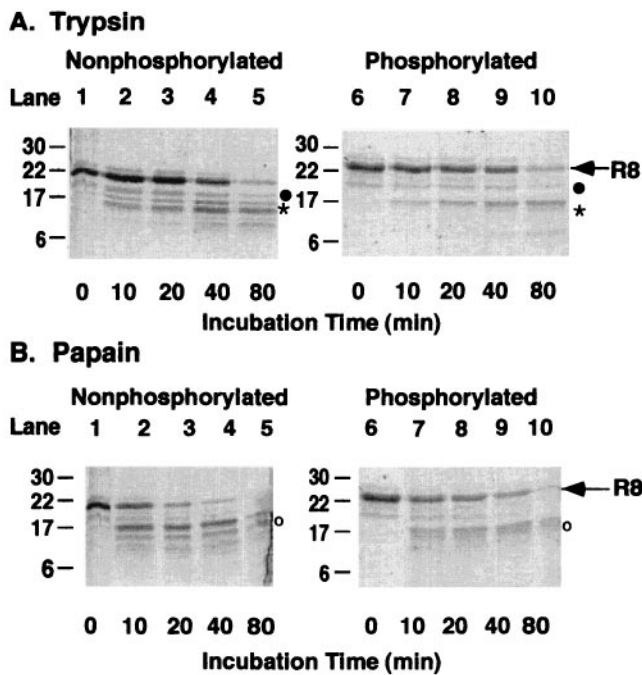 A. Trypsin
Nonphosphorylated Phosphorylated
Lane 1 2 3 4 5 6 7 8 9 10
30 30
22 22 R8
17 ● 17 ●
* *
6 6
0 10 20 40 80 0 10 20 40 80
Incubation Time (min)
B. Papain
Nonphosphorylated Phosphorylated
Lane 1 2 3 4 5 6 7 8 9 10
30 30 R8
22 22
17 o 17 o
6 6
0 10 20 40 80 0 10 20 40 80
Incubation Time (min)